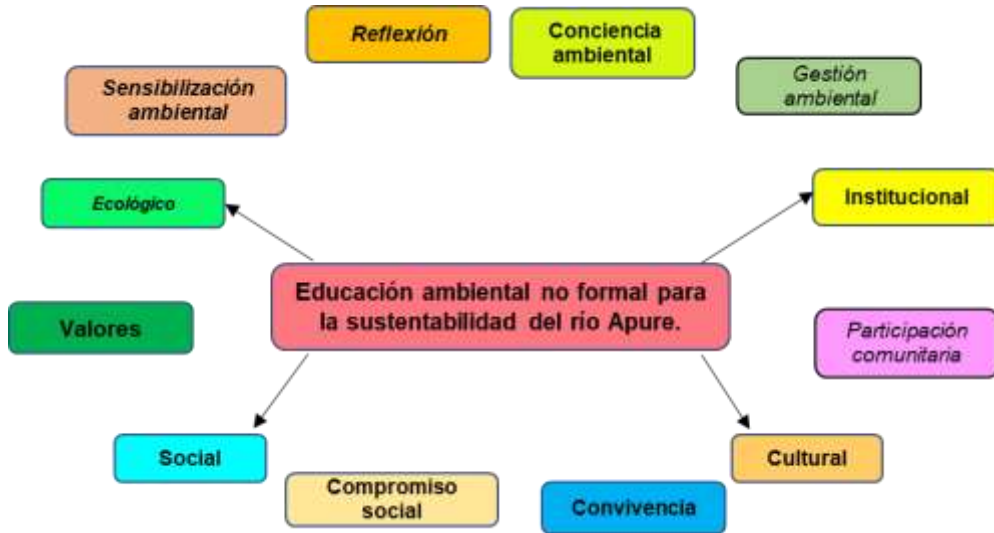 Reflexión
Conciencia
ambiental
Sensibilización
ambiental
Gestión
ambiental
Ecológico
Institucional
Educación ambiental no formal para
la sustentabilidad del río Apure.
Valores
Participación
comunitaria
Social
Cultural
Compromiso
social
Convivencia